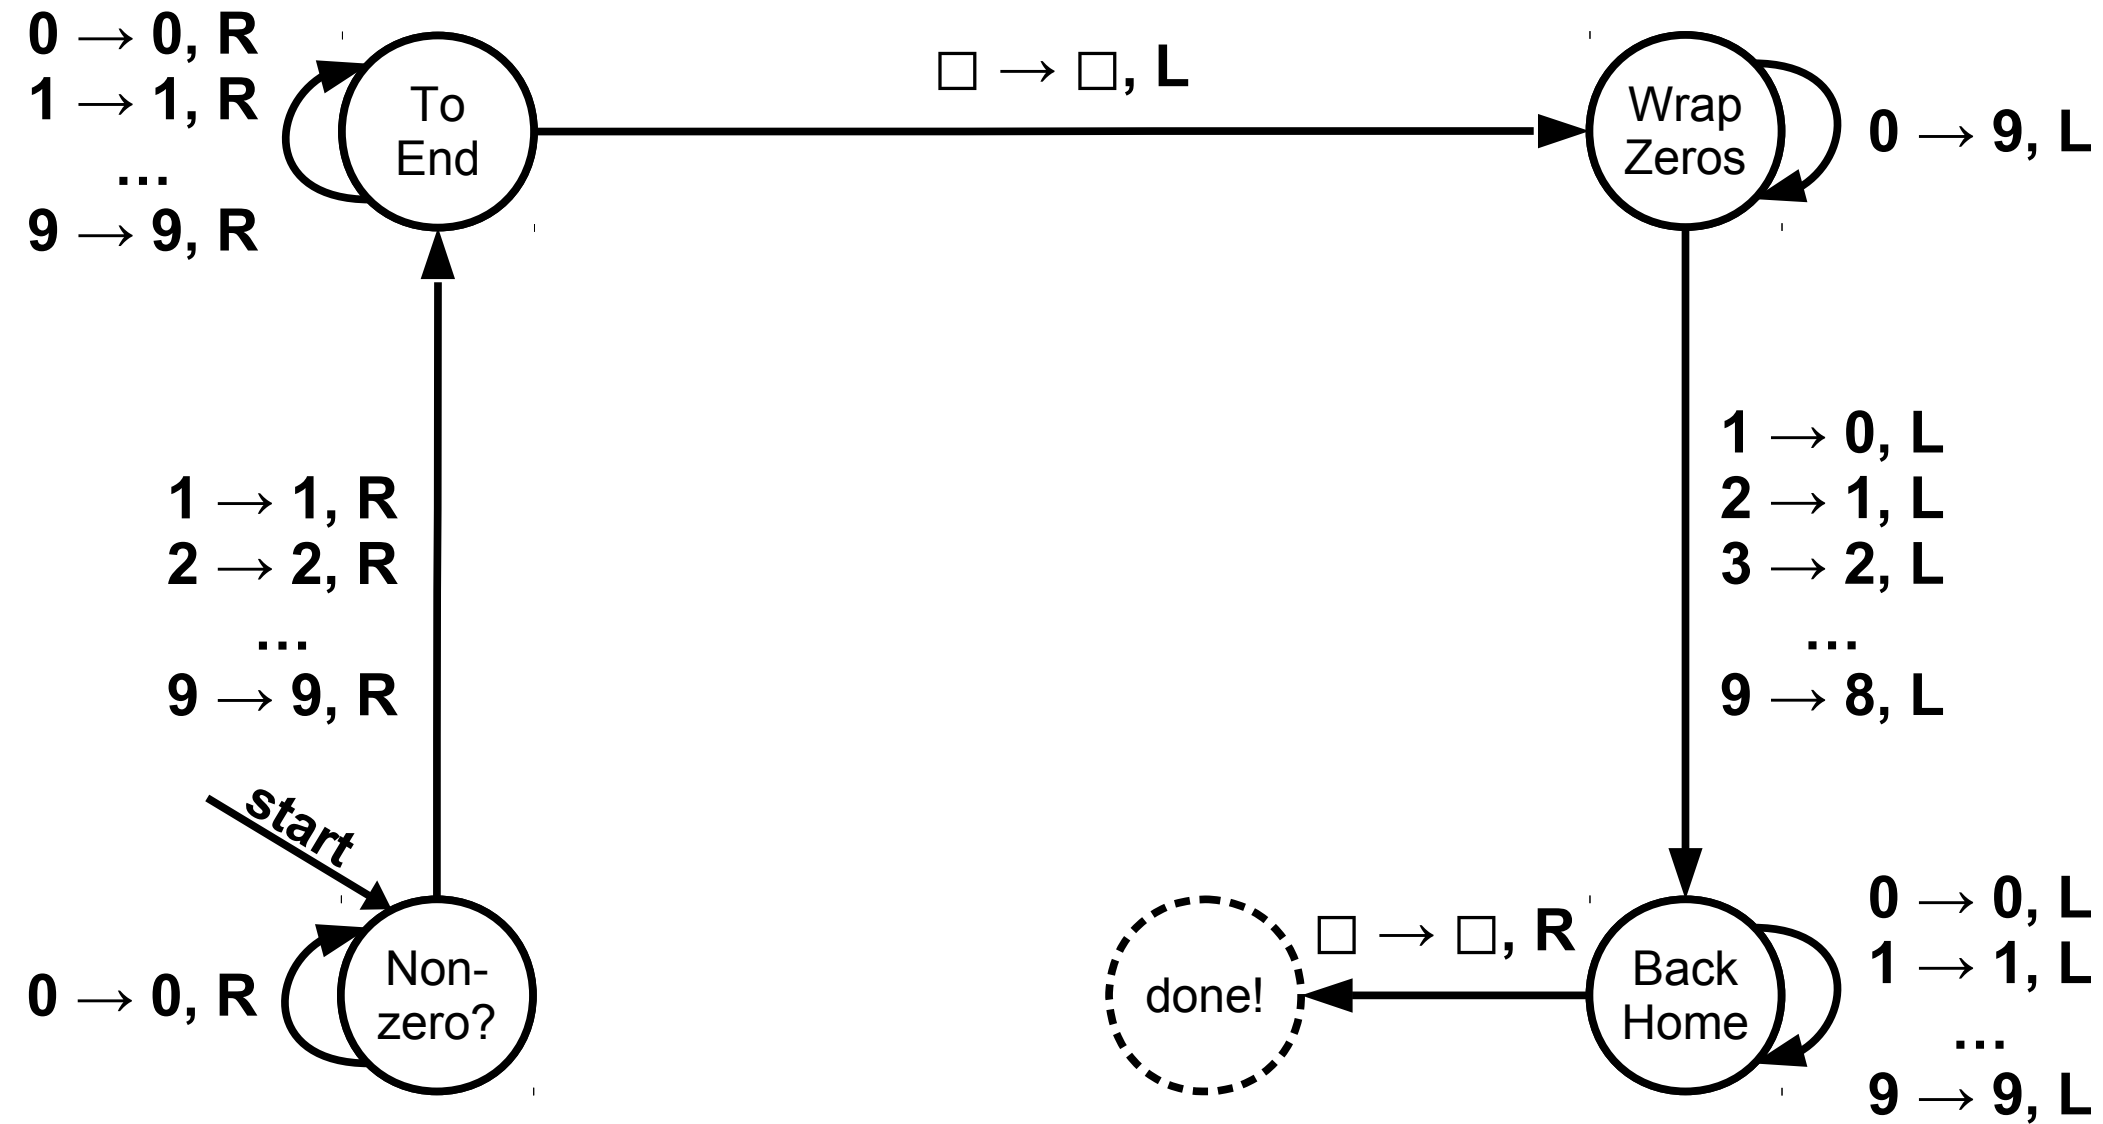 0 → 0, R
1 → 1, R
…
9 → 9, R
To
End
□ → □, L
Wrap
Zeros
0 → 9, L
1 → 1, R
2 → 2, R
…
9 → 9, R
1 → 0, L
2 → 1, L
3 → 2, L
…
9 → 8, L
start
0 → 0, R
Non-
zero?
done!
□ → □, R
Back
Home
0 → 0, L
1 → 1, L
…
9 → 9, L